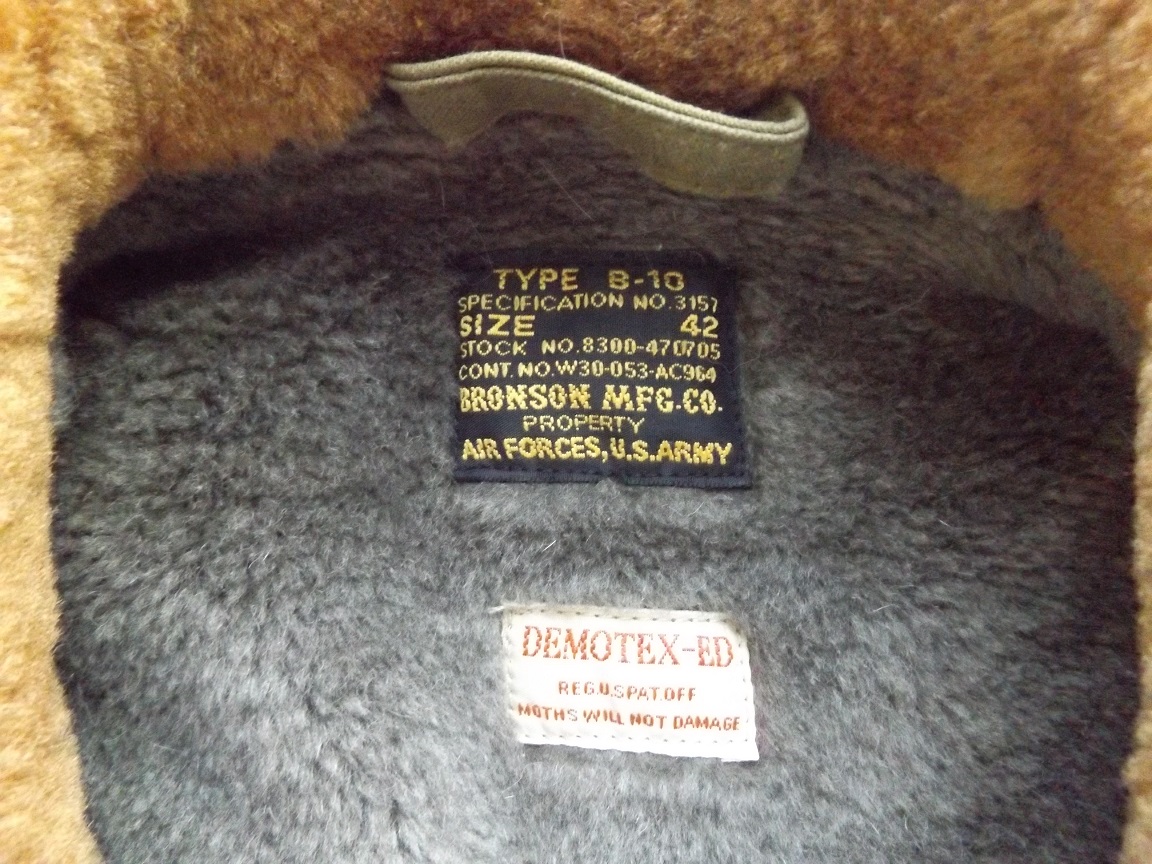 TYPE B-10
SPECIFICATION NO.3157
SIZE 42
STOCK NO.8300-470705
CONT.NO.W30-053-AC964
BRONSON MFG.CO.
PROPERTY
AIR FORCES,U.S.ARMY
DEMOTEX-ED
REG.U.S.PAT.OFF
MOTHS WILL NOT DAMAGE